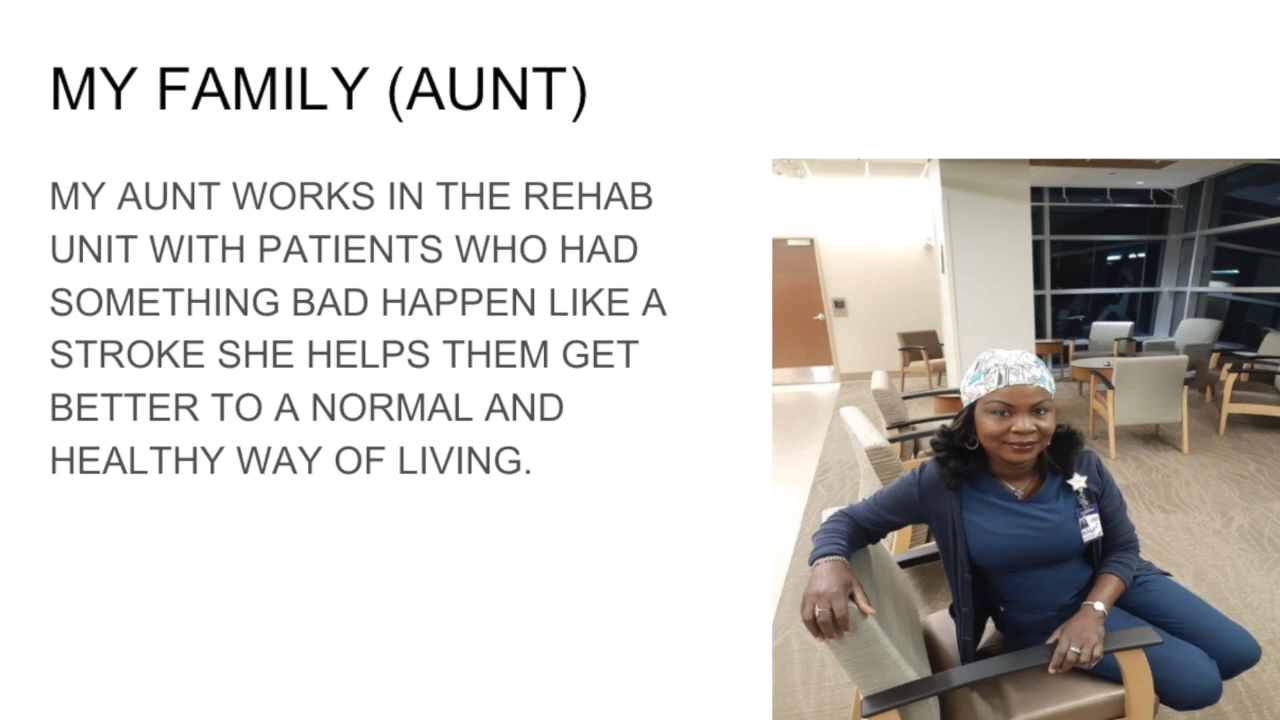 MY FAMILY (AUNT)
MY AUNT WORKS IN THE REHAB
UNIT WITH PATIENTS WHO HAD
SOMETHING BAD HAPPEN LIKE A
STROKE SHE HELPS THEM GET
BETTER TO A NORMAL AND
HEALTHY WAY OF LIVING.